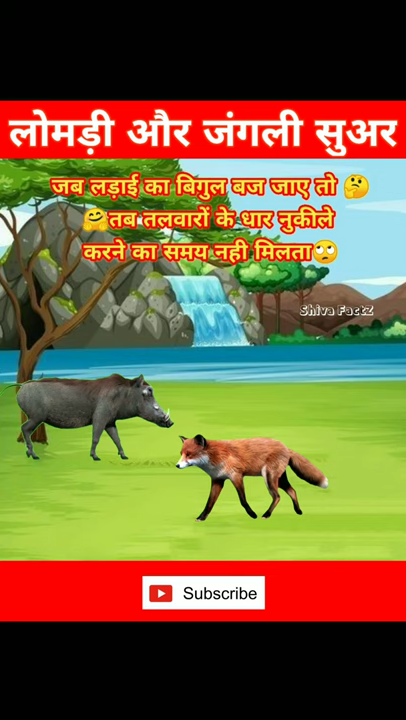 लोमड़ी और जंगली सुअर
जब लड़ाई का बिगुल बज जाए तो 🤔
🤗तब तलवारों के धार नुकीले
करने का समय नही मिलता🙄
Shiva FactZ
Subscribe